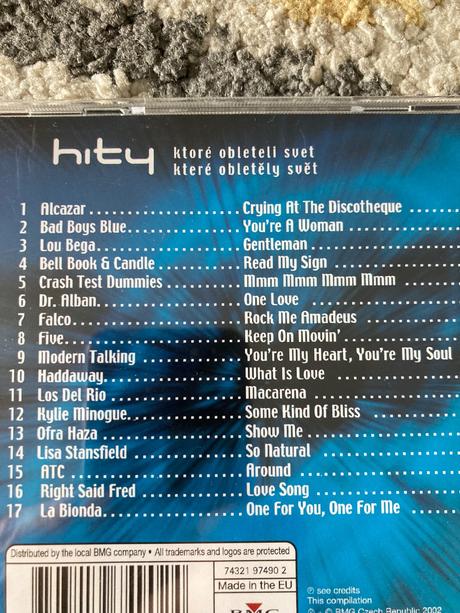 hity ktoré obleteli svet
které obletěly svět
1 Alcazar Crying At The Discotheque
2 Bad Boys Blue You're A Woman
3 Lou Bega Gentleman
4 Bell Book & Candle Read My Sign
5 Crash Test Dummies Mmm Mmm Mmm Mmm
6 Dr. Alban One Love
7 Falco Rock Me Amadeus
8 Five Keep On Movin'
9 Modern Talking You're My Heart, You're My Soul
10 Haddaway What Is Love
11 Los Del Rio Macarena
12 Kylie Minogue Some Kind Of Bliss
13 Ofra Haza Show Me
14 Lisa Stansfield So Natural
15 ATC Around
16 Right Said Fred Love Song
17 La Bionda One For You, One For Me
Distributed by the local BMG company • All trademarks and logos are protected
74321 97490 2
Made in the EU
BMG
℗ see credits
This compilation
℗ - © BMG Czech Republic 2002